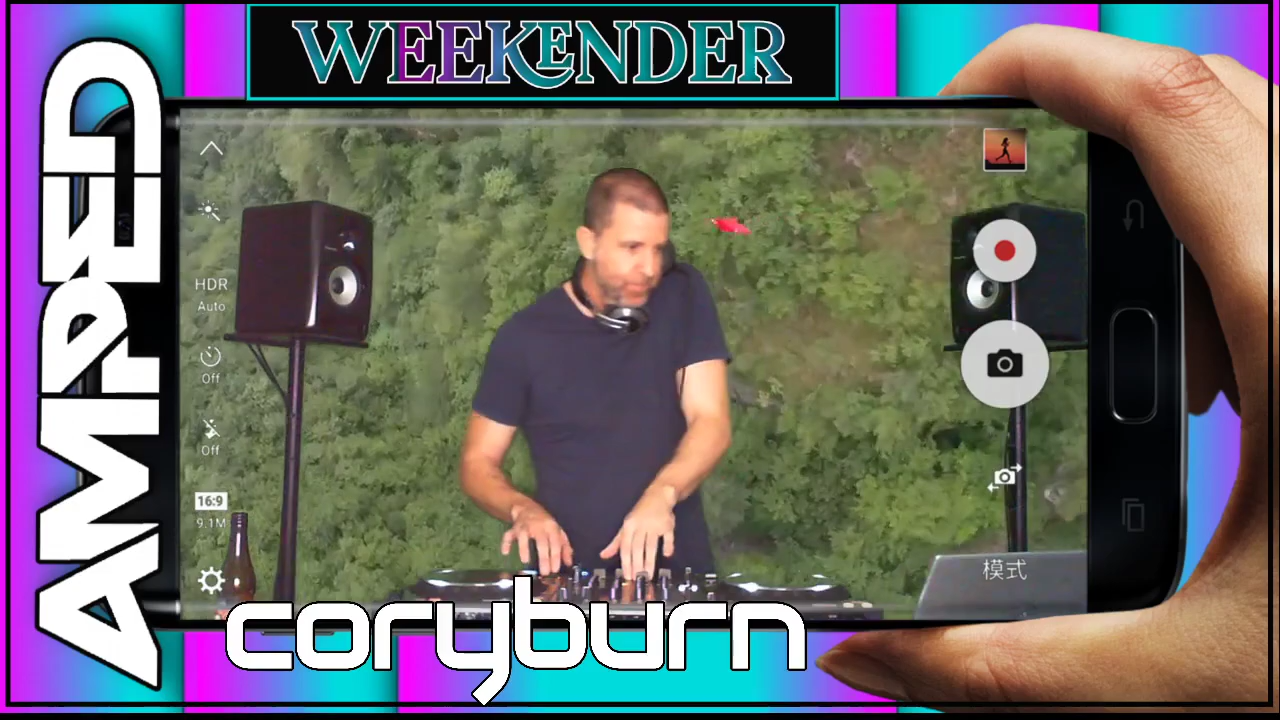 WEEKENDER
AMPED
HDR
Auto
Off
Off
16:9
9.1M
模式
coryburn